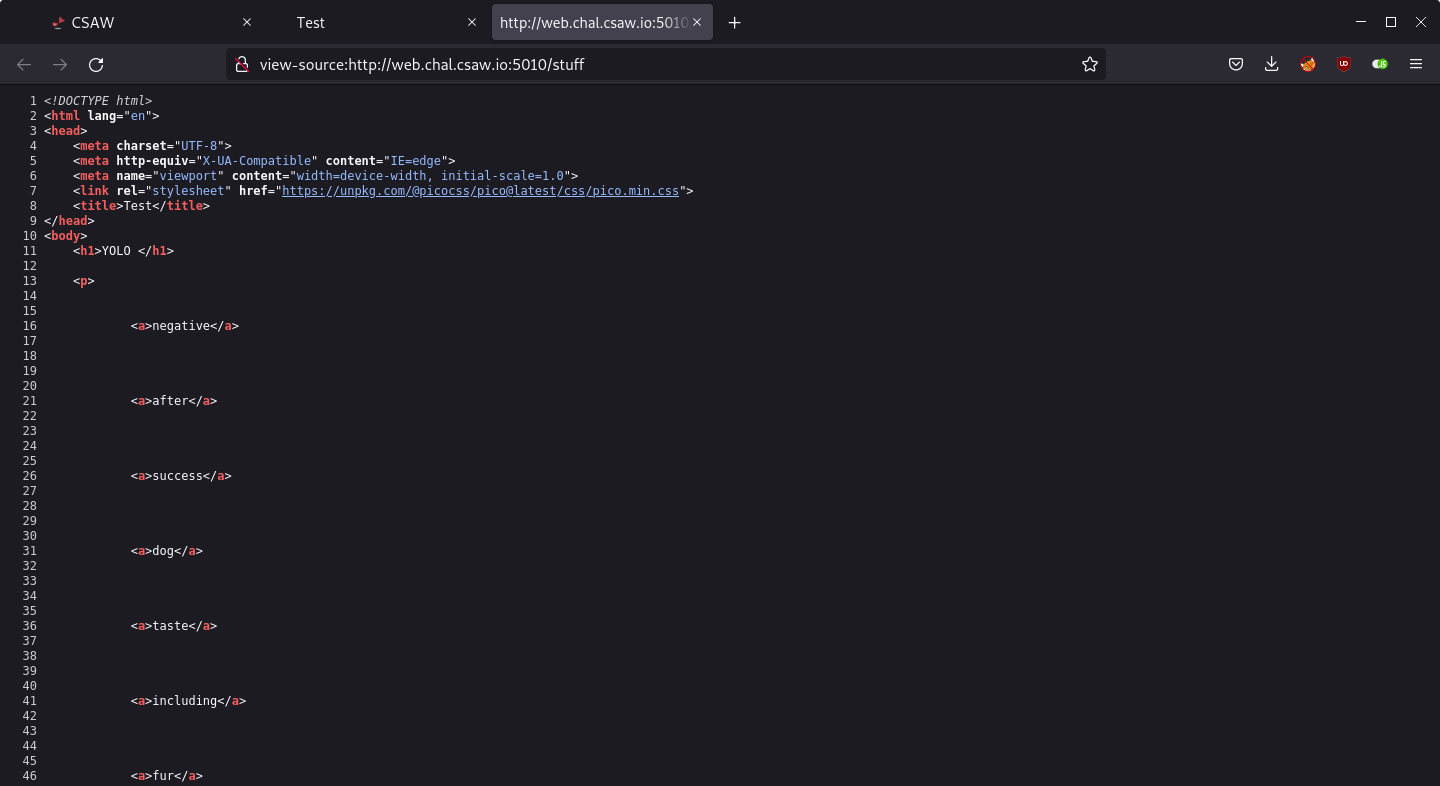 CSAW
Test
http://web.chal.csaw.io:5010
view-source:http://web.chal.csaw.io:5010/stuff
1 <!DOCTYPE html>
2 <html lang="en">
3 <head>
4     <meta charset="UTF-8">
5     <meta http-equiv="X-UA-Compatible" content="IE=edge">
6     <meta name="viewport" content="width=device-width, initial-scale=1.0">
7     <link rel="stylesheet" href="https://unpkg.com/@picocss/pico@latest/css/pico.min.css">
8     <title>Test</title>
9 </head>
10 <body>
11     <h1>YOLO </h1>
12
13     <p>
14
15
16             <a>negative</a>
17
18
19
20
21             <a>after</a>
22
23
24
25
26             <a>success</a>
27
28
29
30
31             <a>dog</a>
32
33
34
35
36             <a>taste</a>
37
38
39
40
41             <a>including</a>
42
43
44
45
46             <a>fur</a>